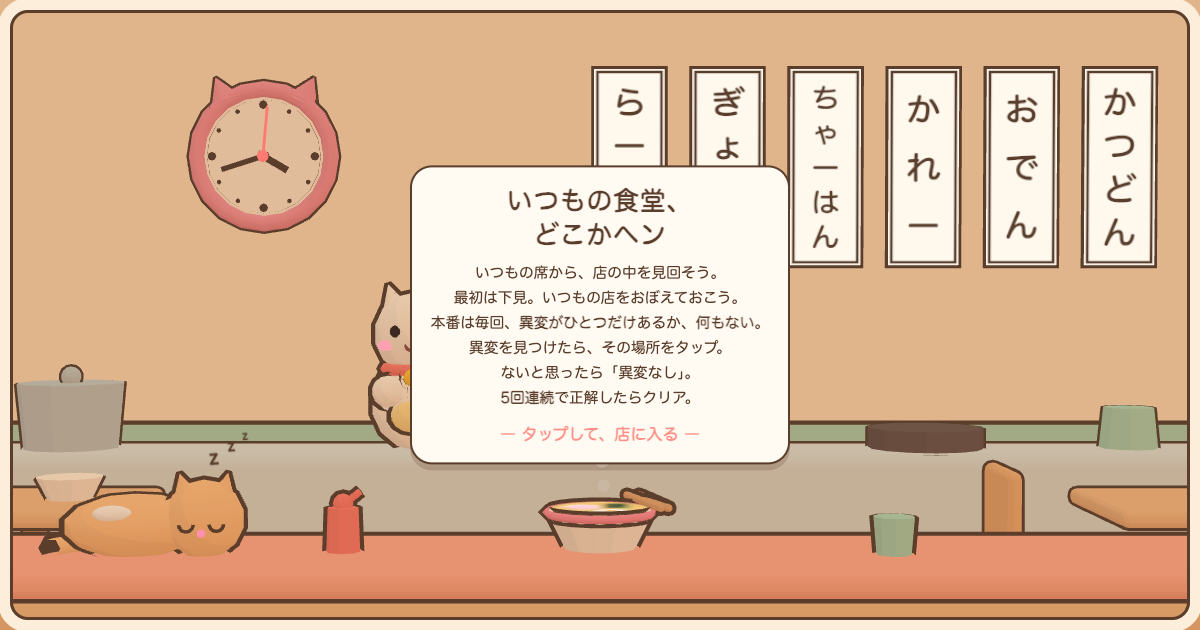 かつどん
おでん
かれー
ちゃーはん
ぎょ
らー
いつもの食堂、
どこかヘン
いつもの席から、店の中を見回そう。
最初は下見。いつもの店をおぼえておこう。
本番は毎回、異変がひとつだけあるか、何もない。
異変を見つけたら、その場所をタップ。
ないと思ったら「異変なし」。
5回連続で正解したらクリア。
— タップして、店に入る —
z
z
z